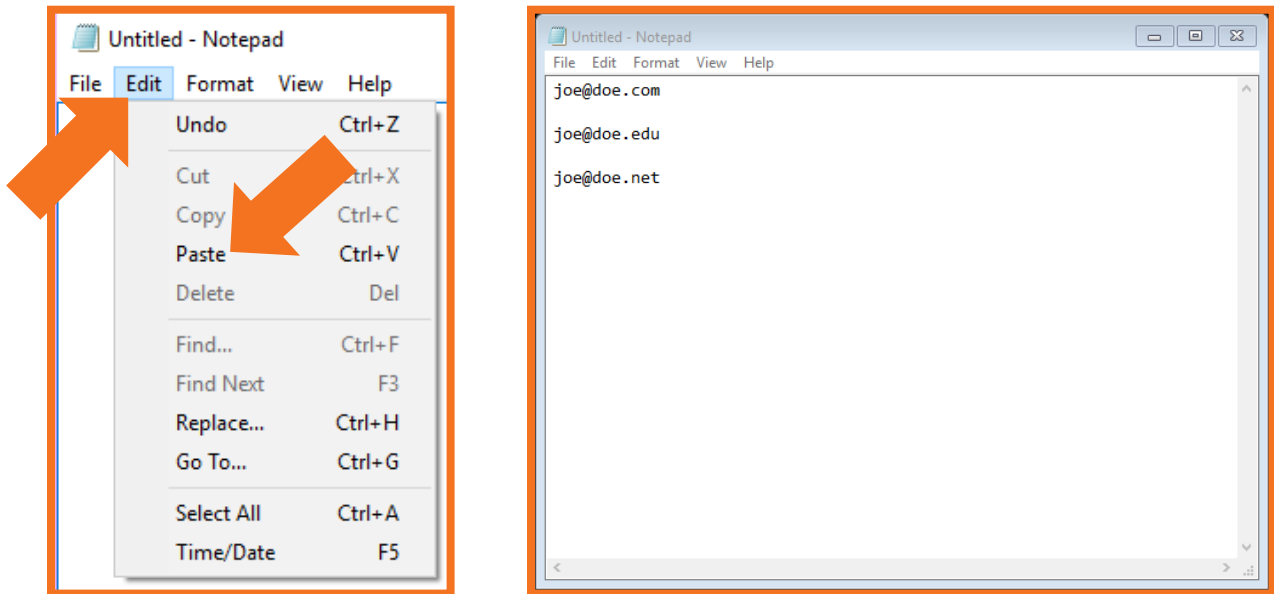 Untitled - Notepad
File Edit Format View Help
Undo Ctrl+Z
Cut Ctrl+X
Copy Ctrl+C
Paste Ctrl+V
Delete Del
Find... Ctrl+F
Find Next F3
Replace... Ctrl+H
Go To... Ctrl+G
Select All Ctrl+A
Time/Date F5
Untitled - Notepad
File Edit Format View Help
joe@doe.com
joe@doe.edu
joe@doe.net